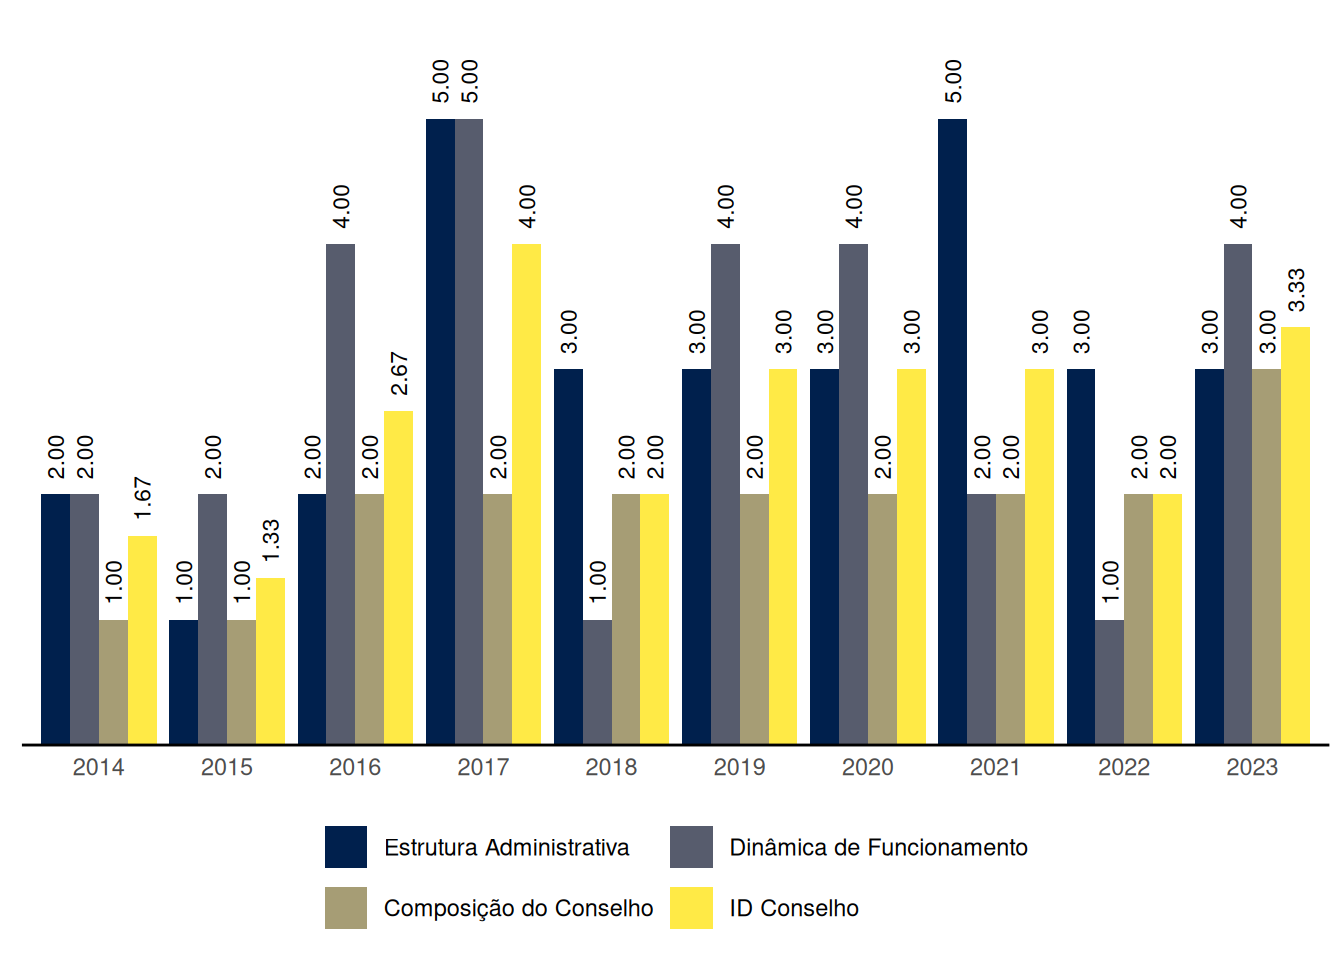 5.00 5.00 5.00
4.00 4.00 4.00 4.00 4.00
3.33
3.00 3.00 3.00 3.00 3.00 3.00 3.00 3.00 3.00
2.67
2.00 2.00 2.00 2.00 2.00 2.00 2.00 2.00 2.00 2.00 2.00 2.00 2.00 2.00 2.00
1.67
1.33
1.00 1.00 1.00 1.00 1.00
2014 2015 2016 2017 2018 2019 2020 2021 2022 2023
Estrutura Administrativa Dinâmica de Funcionamento
Composição do Conselho ID Conselho